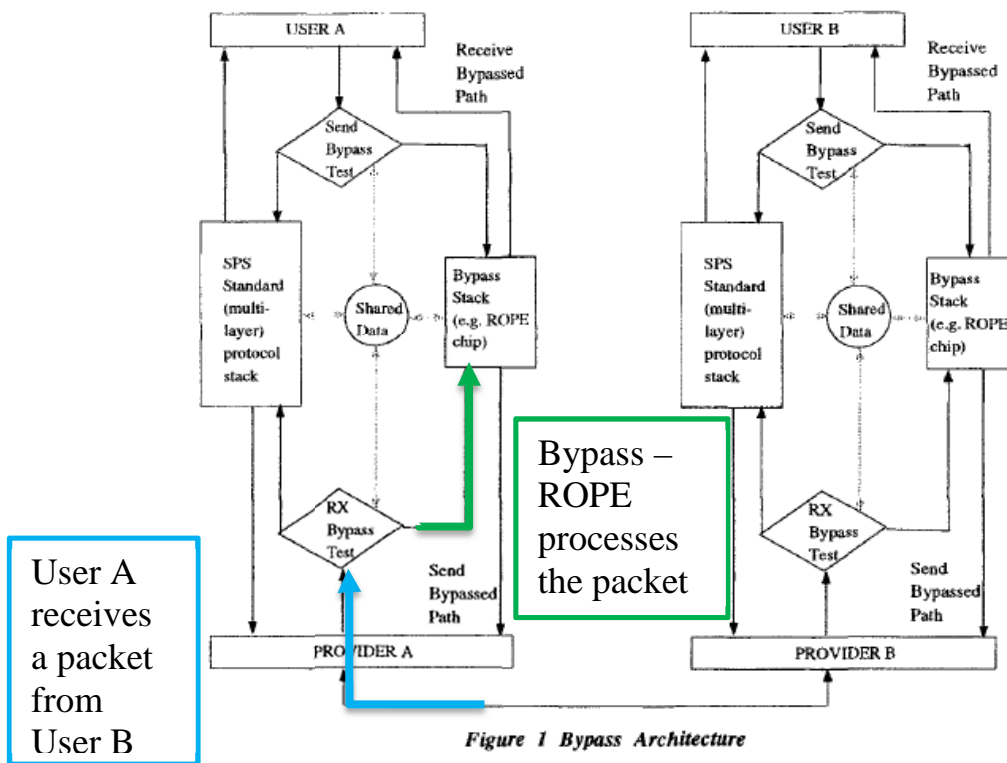 USER A
Receive
Bypassed
Path
Send
Bypass
Test
SPS
Standard
(multi-
layer)
protocol
stack
Shared
Data
Bypass
Stack
(e.g. ROPE
chip)
RX
Bypass
Test
Send
Bypassed
Path
PROVIDER A
User A
receives
a packet
from
User B
Bypass –
ROPE
processes
the packet
USER B
Receive
Bypassed
Path
Send
Bypass
Test
SPS
Standard
(multi-
layer)
protocol
stack
Shared
Data
Bypass
Stack
(e.g. ROPE
chip)
RX
Bypass
Test
Send
Bypassed
Path
PROVIDER B
Figure 1 Bypass Architecture